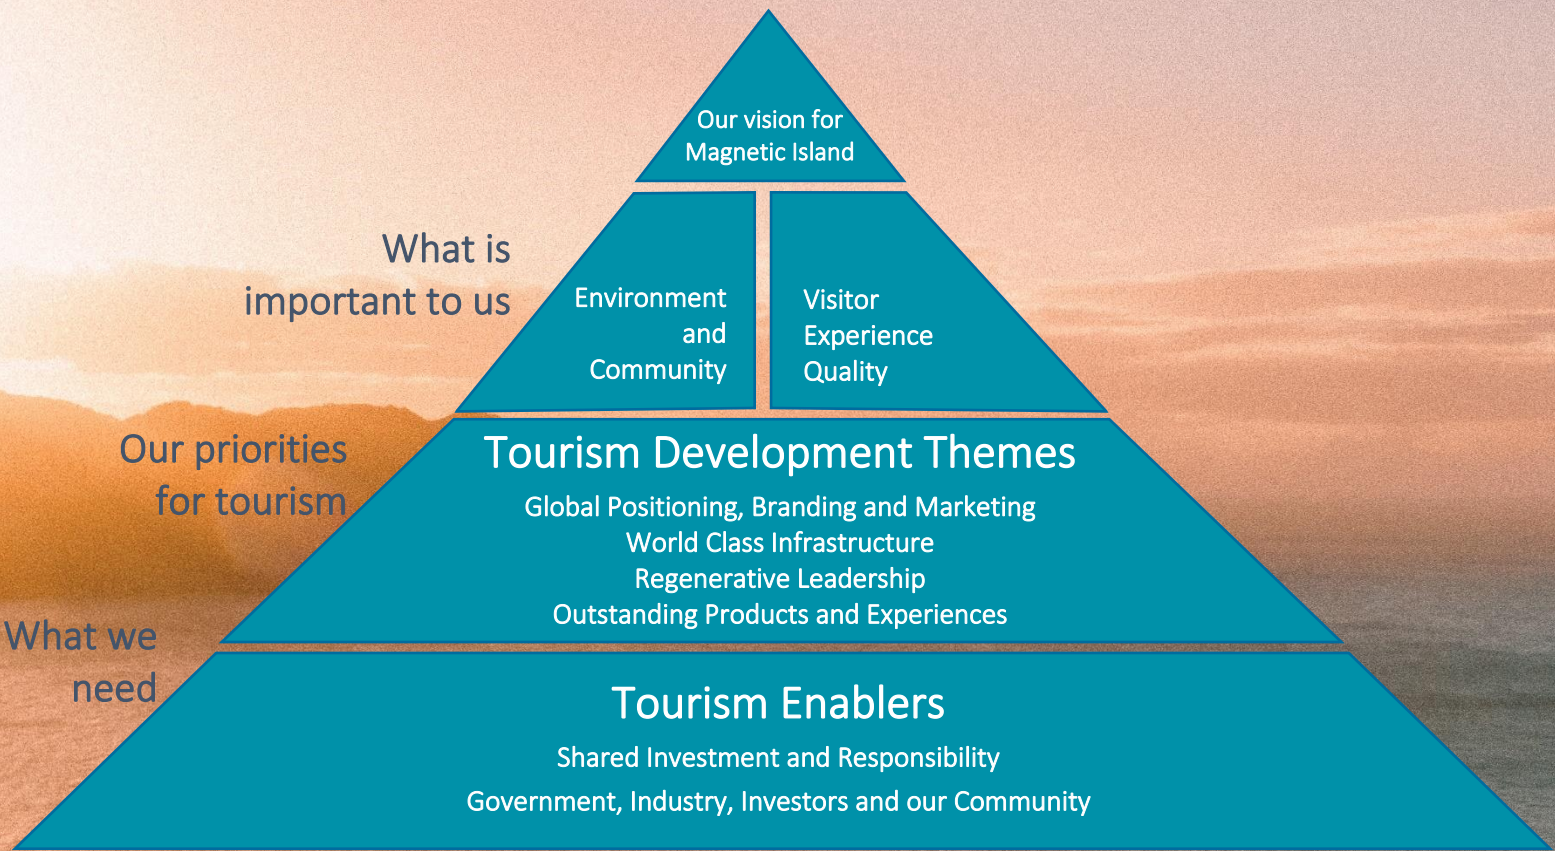 Our vision for
Magnetic Island
What is
important to us
Environment
and
Community
Visitor
Experience
Quality
Our priorities
for tourism
Tourism Development Themes
Global Positioning, Branding and Marketing
World Class Infrastructure
Regenerative Leadership
Outstanding Products and Experiences
What we
need
Tourism Enablers
Shared Investment and Responsibility
Government, Industry, Investors and our Community